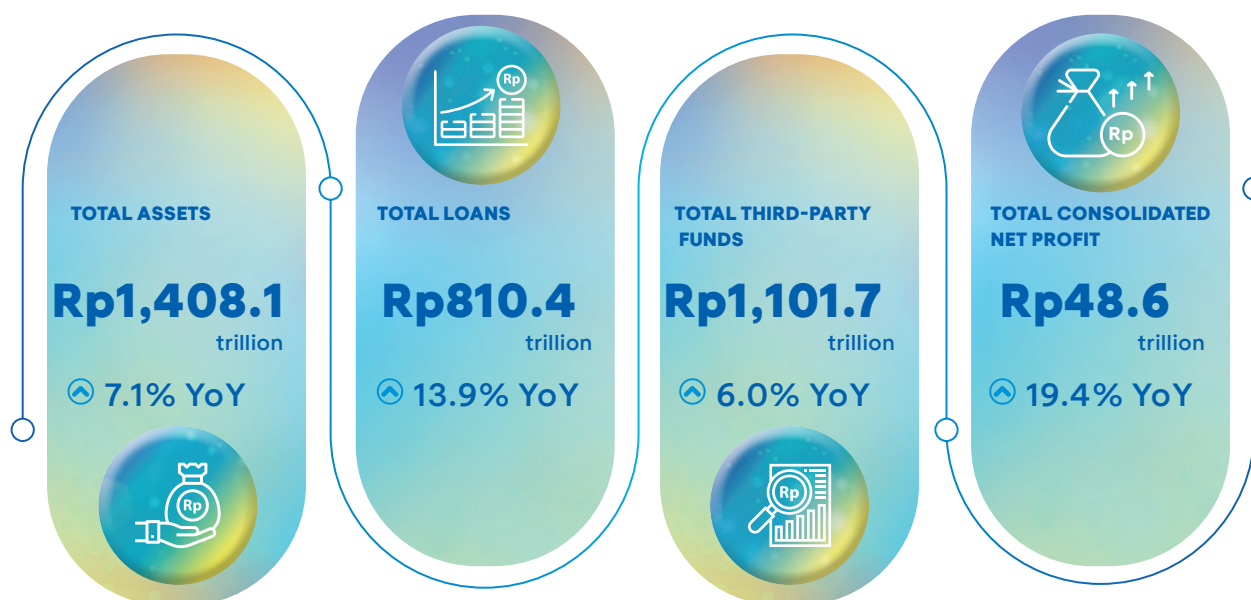 TOTAL ASSETS
Rp1,408.1
trillion
7.1% YoY
Rp
Rp
TOTAL LOANS
Rp810.4
trillion
13.9% YoY
TOTAL THIRD-PARTY
FUNDS
Rp1,101.7
trillion
6.0% YoY
Rp
Rp
TOTAL CONSOLIDATED
NET PROFIT
Rp48.6
trillion
19.4% YoY